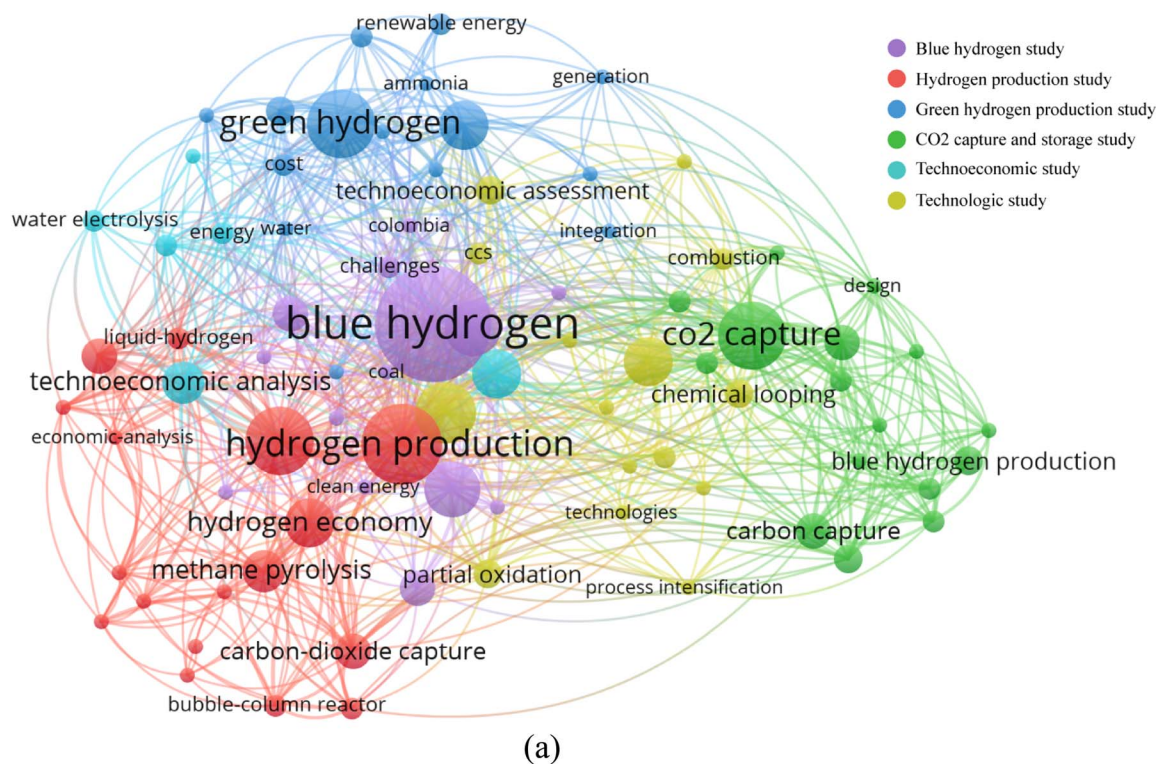 renewable energy
ammonia
generation
green hydrogen
cost
technoeconomic assessment
water electrolysis
energy
water
colombia
integration
ccs
challenges
combustion
design
blue hydrogen
co2 capture
liquid-hydrogen
coal
technoeconomic analysis
chemical looping
economic-analysis
hydrogen production
blue hydrogen production
clean energy
technologies
hydrogen economy
carbon capture
methane pyrolysis
partial oxidation
process intensification
carbon-dioxide capture
bubble-column reactor
Blue hydrogen study
Hydrogen production study
Green hydrogen production study
CO2 capture and storage study
Technoeconomic study
Technologic study
(a)